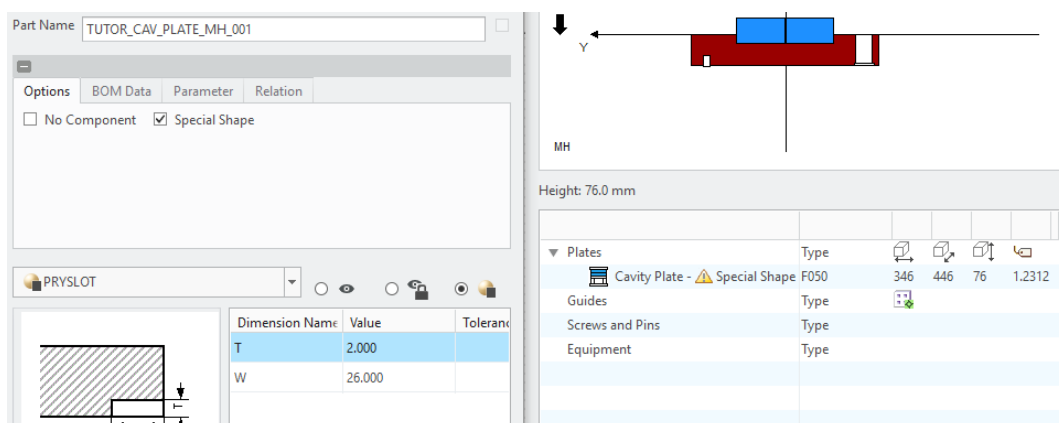 Part Name TUTOR_CAV_PLATE_MH_001
Options BOM Data Parameter Relation
No Component Special Shape
PRYSLOT
Dimension Name Value
T 2.000
W 26.000
T
Y
MH
Height: 76.0 mm
Plates Type
Cavity Plate - Special Shape F050 346 446 76 1.2312
Guides Type
Screws and Pins Type
Equipment Type